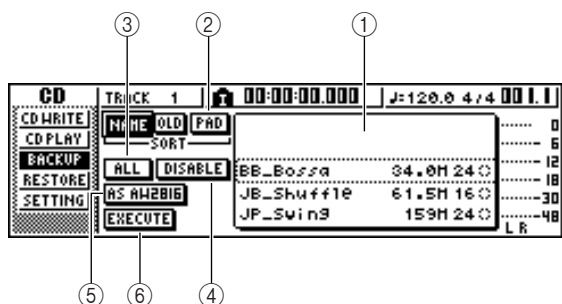 ③ ② ①
CD TRACK 1 00:00:00.000 ♩=120.0 4/4 001.1
CD WRITE NAME OLD PAD 0
CD PLAY SORT 6
BACKUP ALL DISABLE BB_Bossa 34.0M 24 12
RESTORE 18
AS AW2816 JB_Shuffle 61.5M 16 30
SETTING EXECUTE JP_Swing 159M 24 48
L R
⑤ ⑥ ④